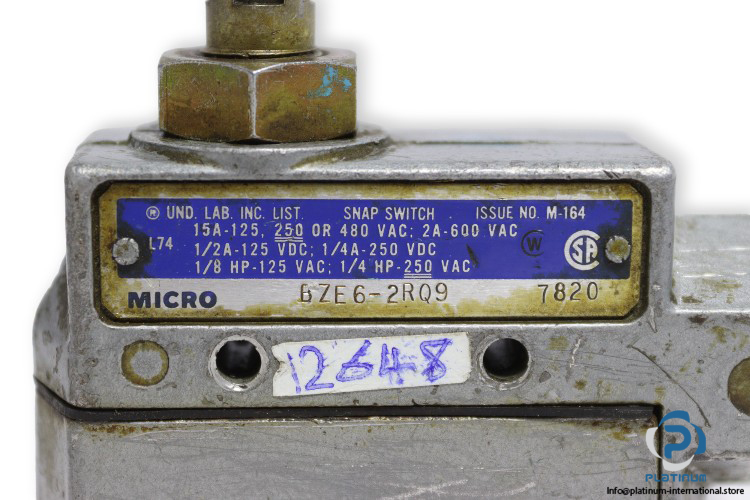 ® UND. LAB. INC. LIST. SNAP SWITCH ISSUE NO. M-164
15A-125, 250 OR 480 VAC; 2A-600 VAC
L74 1/2A-125 VDC; 1/4A-250 VDC W SA
1/8 HP-125 VAC; 1/4 HP-250 VAC
MICRO BZE6-2RQ9 7820
12648
PLATINUM
Info@platinum-international.store